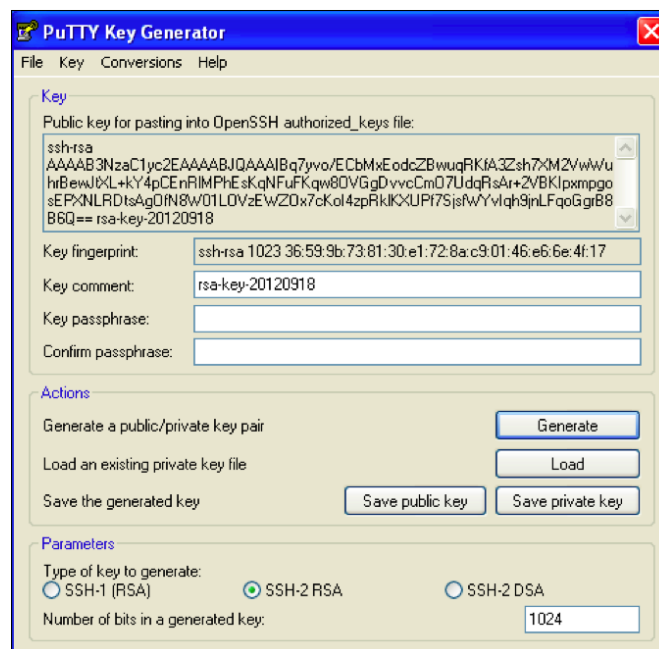 PuTTY Key Generator
File Key Conversions Help
Key
Public key for pasting into OpenSSH authorized_keys file:
ssh-rsa
AAAAB3NzaC1yc2EAAAABJQAAAIBq7yvo/ECbMxEodcZBwuqRKfA3Zsh7XM2VwWu
hrBewJtXL+kY4pCEnRlMPhEsKqNFuFKqw8OVGgDvvcCmO7UdqRsAr+2VBKIpxmpgo
sEPXNLRDtsAgOfN8W01LOVzEWZOx7cKol4zpRklKXUPf7SjsfWYvIqh9jnLFqoGgrB8
B6Q== rsa-key-20120918
Key fingerprint: ssh-rsa 1023 36:59:9b:73:81:30:e1:72:8a:c9:01:46:e6:6e:4f:17
Key comment: rsa-key-20120918
Key passphrase:
Confirm passphrase:
Actions
Generate a public/private key pair Generate
Load an existing private key file Load
Save the generated key Save public key Save private key
Parameters
Type of key to generate:
SSH-1 (RSA) SSH-2 RSA SSH-2 DSA
Number of bits in a generated key: 1024